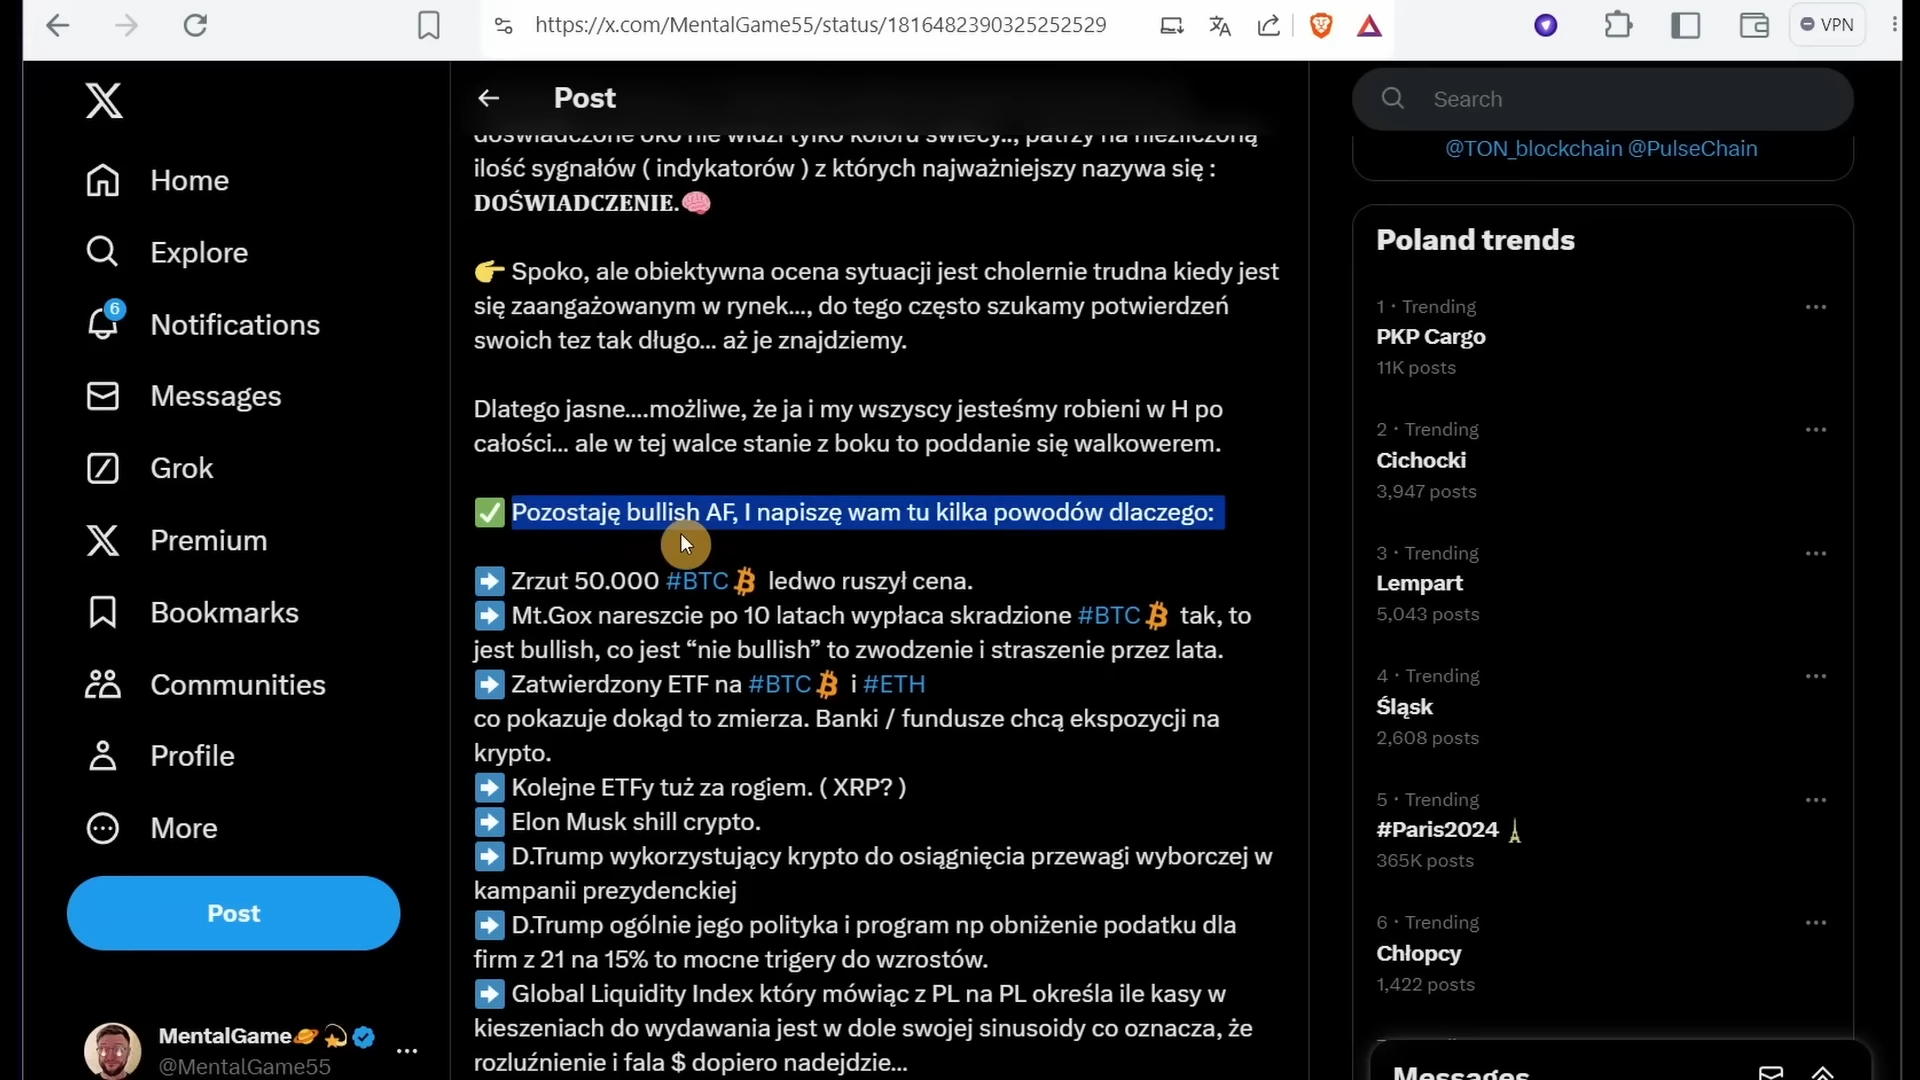 https://x.com/MentalGame55/status/1816482390325252529
VPN
Home
Explore
6
Notifications
Messages
Grok
Premium
Bookmarks
Communities
Profile
More
Post
MentalGame
@MentalGame55
Post
doświadczone oko nie widzi tylko koloru świecy.., patrzy na niezliczoną
ilość sygnałów ( indykatorów ) z których najważniejszy nazywa się :
DOŚWIADCZENIE.
Spoko, ale obiektywna ocena sytuacji jest cholernie trudna kiedy jest
się zaangażowanym w rynek..., do tego często szukamy potwierdzeń
swoich tez tak długo... aż je znajdziemy.
Dlatego jasne....możliwe, że ja i my wszyscy jesteśmy robieni w H po
całości... ale w tej walce stanie z boku to poddanie się walkowerem.
Pozostaję bullish AF, I napiszę wam tu kilka powodów dlaczego:
Zrzut 50.000 #BTC ledwo ruszył cena.
Mt.Gox nareszcie po 10 latach wypłaca skradzione #BTC tak, to
jest bullish, co jest “nie bullish” to zwodzenie i straszenie przez lata.
Zatwierdzony ETF na #BTC i #ETH
co pokazuje dokąd to zmierza. Banki / fundusze chcą ekspozycji na
krypto.
Kolejne ETFy tuż za rogiem. ( XRP? )
Elon Musk shill crypto.
D.Trump wykorzystujący krypto do osiągnięcia przewagi wyborczej w
kampanii prezydenckiej
D.Trump ogólnie jego polityka i program np obniżenie podatku dla
firm z 21 na 15% to mocne trigery do wzrostów.
Global Liquidity Index który mówiąc z PL na PL określa ile kasy w
kieszeniach do wydawania jest w dole swojej sinusoidy co oznacza, że
rozluźnienie i fala $ dopiero nadejdzie...
Search
@TON_blockchain @PulseChain
Poland trends
1 · Trending
PKP Cargo
11K posts
2 · Trending
Cichocki
3,947 posts
3 · Trending
Lempart
5,043 posts
4 · Trending
Śląsk
2,608 posts
5 · Trending
#Paris2024
365K posts
6 · Trending
Chłopcy
1,422 posts
Messages